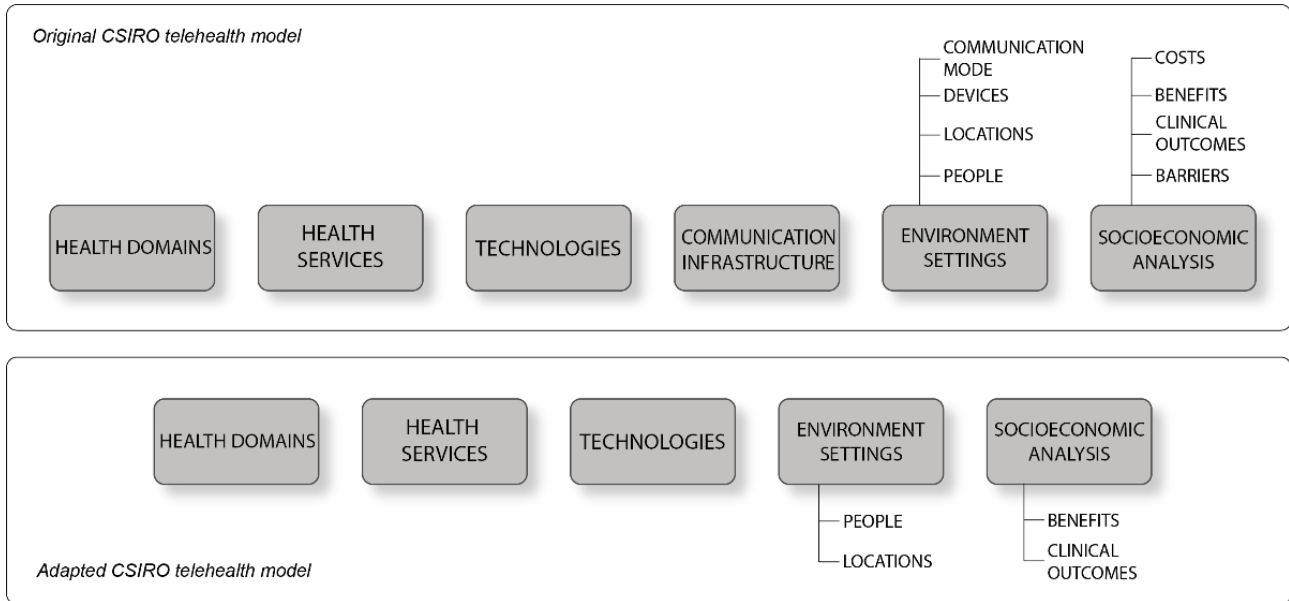 Original CSIRO telehealth model
COMMUNICATION
MODE
DEVICES
LOCATIONS
PEOPLE
COSTS
BENEFITS
CLINICAL
OUTCOMES
BARRIERS
HEALTH DOMAINS
HEALTH
SERVICES
TECHNOLOGIES
COMMUNICATION
INFRASTRUCTURE
ENVIRONMENT
SETTINGS
SOCIOECONOMIC
ANALYSIS
HEALTH DOMAINS
HEALTH
SERVICES
TECHNOLOGIES
ENVIRONMENT
SETTINGS
SOCIOECONOMIC
ANALYSIS
PEOPLE
LOCATIONS
BENEFITS
CLINICAL
OUTCOMES
Adapted CSIRO telehealth model